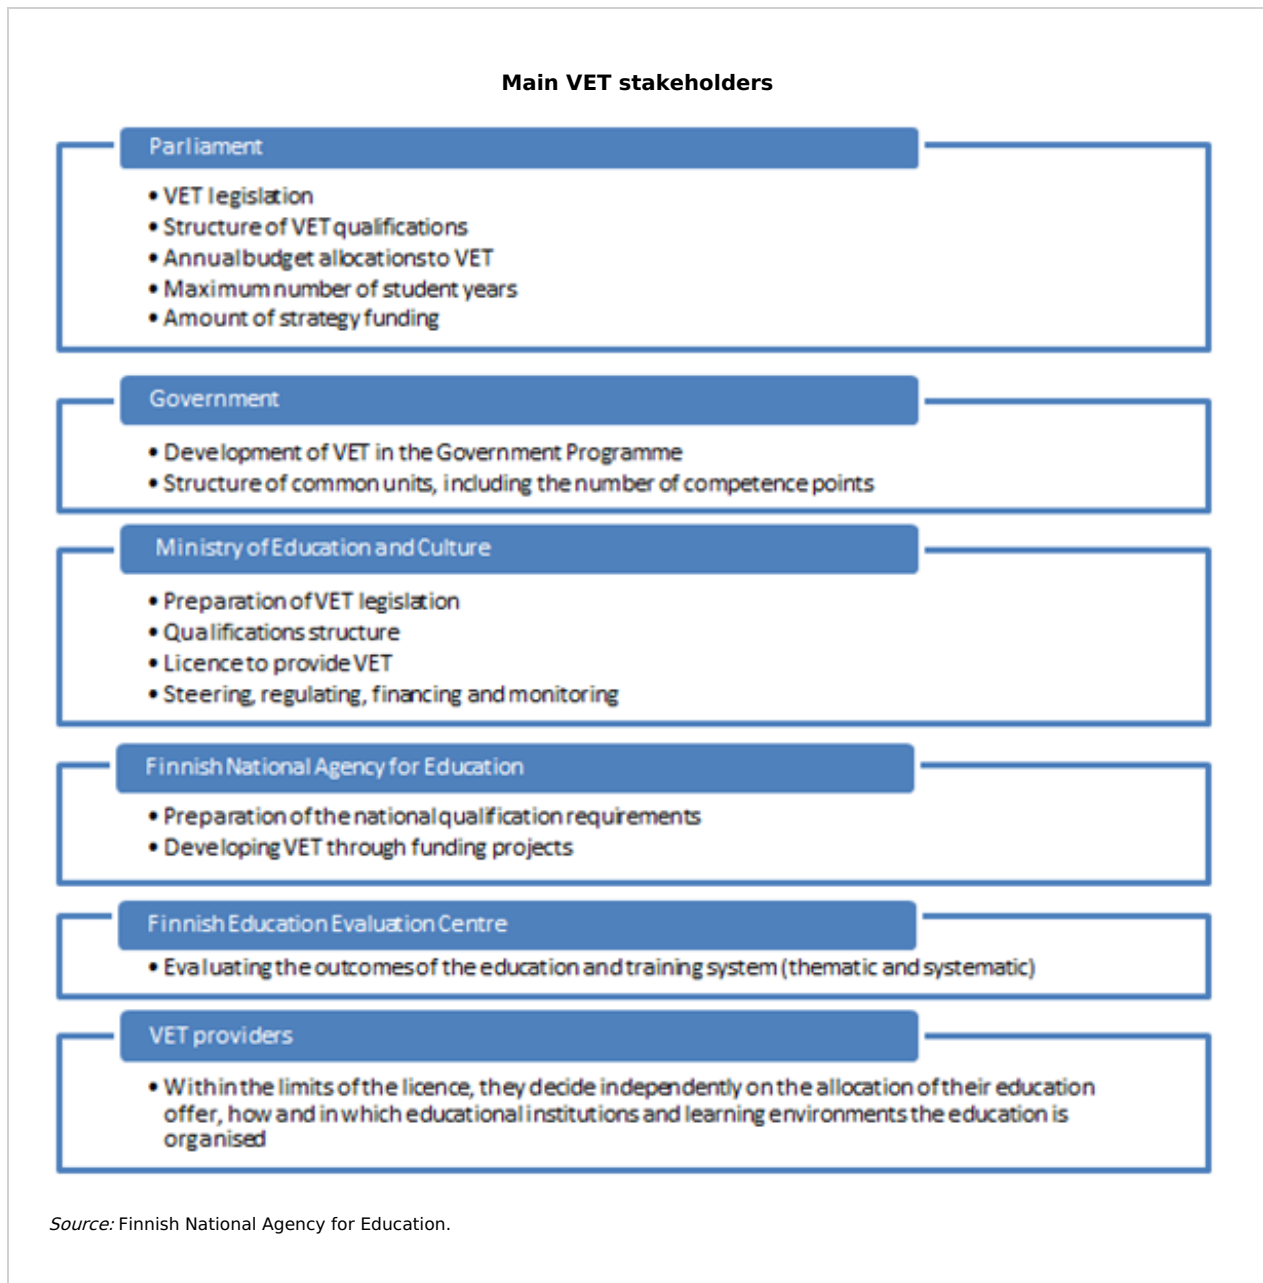 Main VET stakeholders
Parliament
• VET legislation
• Structure of VET qualifications
• Annual budget allocations to VET
• Maximum number of student years
• Amount of strategy funding
Government
• Development of VET in the Government Programme
• Structure of common units, including the number of competence points
Ministry of Education and Culture
• Preparation of VET legislation
• Qualifications structure
• Licence to provide VET
• Steering, regulating, financing and monitoring
Finnish National Agency for Education
• Preparation of the national qualification requirements
• Developing VET through funding projects
Finnish Education Evaluation Centre
• Evaluating the outcomes of the education and training system (thematic and systematic)
VET providers
• Within the limits of the licence, they decide independently on the allocation of their education
offer, how and in which educational institutions and learning environments the education is
organised
Source: Finnish National Agency for Education.